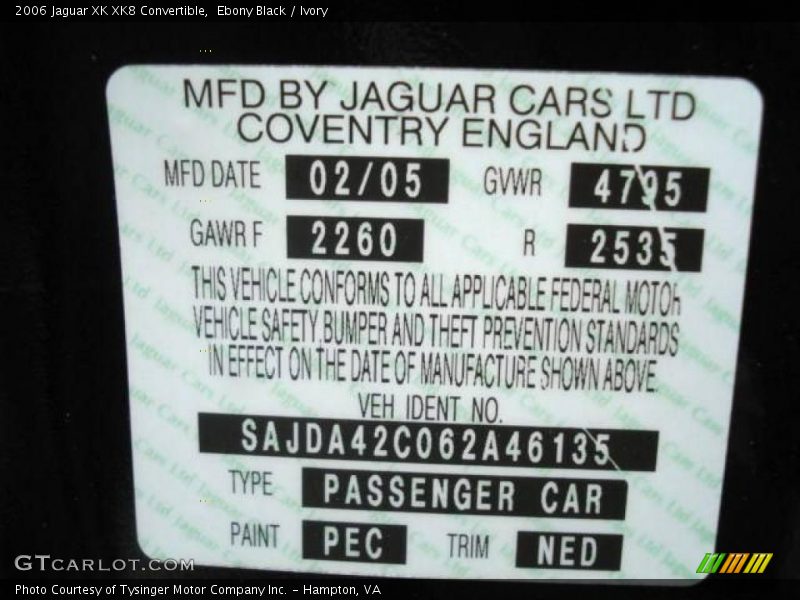 2006 Jaguar XK XK8 Convertible,  Ebony Black / Ivory
MFD BY JAGUAR CARS LTD
COVENTRY ENGLAND
MFD DATE 02/05 GVWR 4795
GAWR F 2260 R 2535
THIS VEHICLE CONFORMS TO ALL APPLICABLE FEDERAL MOTOR
VEHICLE SAFETY,BUMPER AND THEFT PREVENTION STANDARDS
IN EFFECT ON THE DATE OF MANUFACTURE SHOWN ABOVE.
VEH IDENT NO.
SAJDA42C062A46135
TYPE PASSENGER CAR
PAINT PEC TRIM NED
GTCARLOT.COM
Photo Courtesy of Tysinger Motor Company Inc. – Hampton, VA